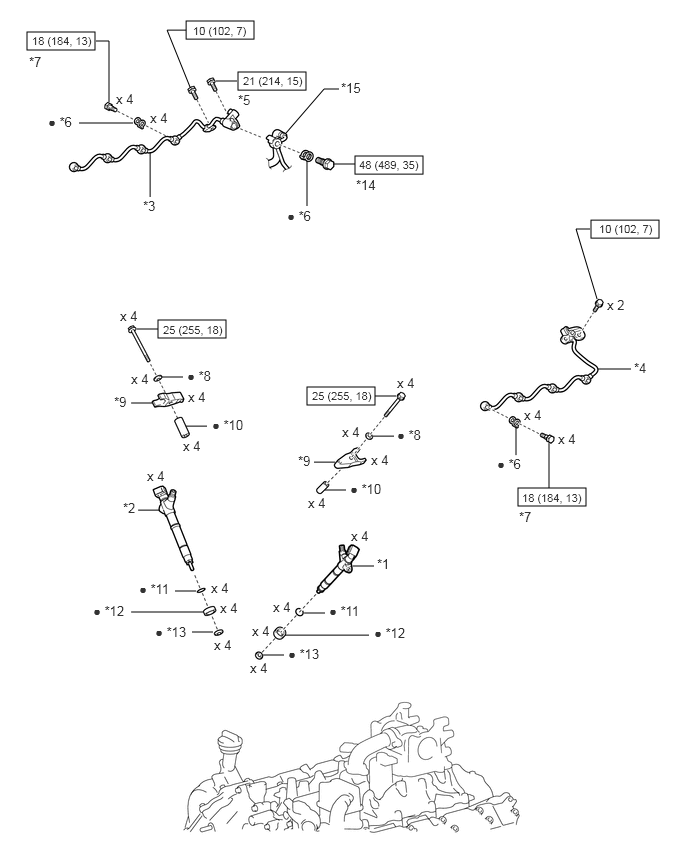 10 (102, 7)
18 (184, 13)
*7
x 4
21 (214, 15)
*5
*15
x 4
● *6
48 (489, 35)
*14
*3
● *6
10 (102, 7)
x 2
x 4
25 (255, 18)
*4
x 4
● *8
x 4
25 (255, 18)
*9
x 4
x 4
● *10
x 4
x 4
● *8
x 4
● *6
x 4
*9
x 4
● *10
x 4
18 (184, 13)
*7
x 4
*2
x 4
*1
● *11
x 4
● *12
x 4
x 4
● *11
● *13
x 4
● *12
x 4
● *13
x 4